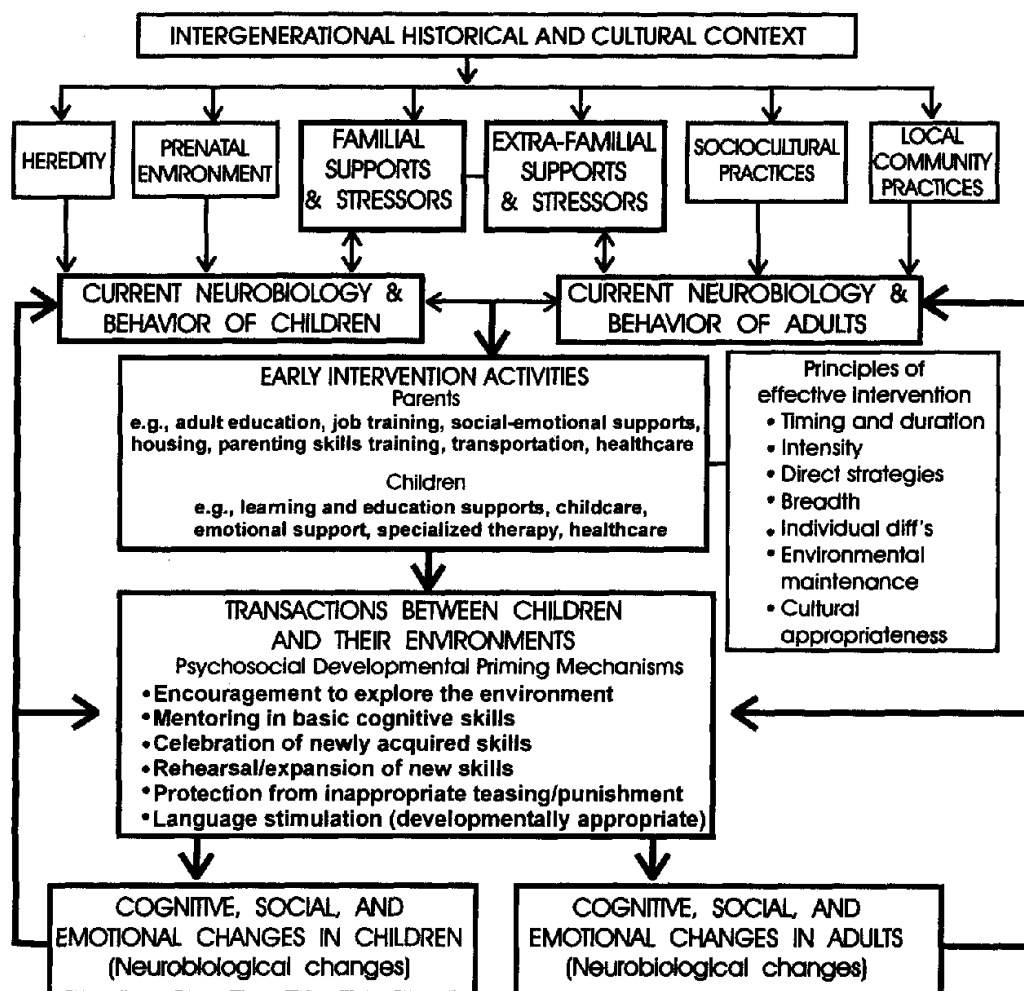 INTERGENERATIONAL HISTORICAL AND CULTURAL CONTEXT
HEREDITY
PRENATAL
ENVIRONMENT
FAMILIAL
SUPPORTS
& STRESSORS
EXTRA-FAMILIAL
SUPPORTS
& STRESSORS
SOCIOCULTURAL
PRACTICES
LOCAL
COMMUNITY
PRACTICES
CURRENT NEUROBIOLOGY &
BEHAVIOR OF CHILDREN
CURRENT NEUROBIOLOGY &
BEHAVIOR OF ADULTS
EARLY INTERVENTION ACTIVITIES
Parents
e.g., adult education, job training, social-emotional supports,
housing, parenting skills training, transportation, healthcare
Children
e.g., learning and education supports, childcare,
emotional support, specialized therapy, healthcare
Principles of
effective intervention
• Timing and duration
• Intensity
• Direct strategies
• Breadth
• Individual diff's
• Environmental
maintenance
• Cultural
appropriateness
TRANSACTIONS BETWEEN CHILDREN
AND THEIR ENVIRONMENTS
Psychosocial Developmental Priming Mechanisms
•Encouragement to explore the environment
•Mentoring in basic cognitive skills
•Celebration of newly acquired skills
•Rehearsal/expansion of new skills
•Protection from inappropriate teasing/punishment
•Language stimulation (developmentally appropriate)
COGNITIVE, SOCIAL, AND
EMOTIONAL CHANGES IN CHILDREN
(Neurobiological changes)
COGNITIVE, SOCIAL, AND
EMOTIONAL CHANGES IN ADULTS
(Neurobiological changes)